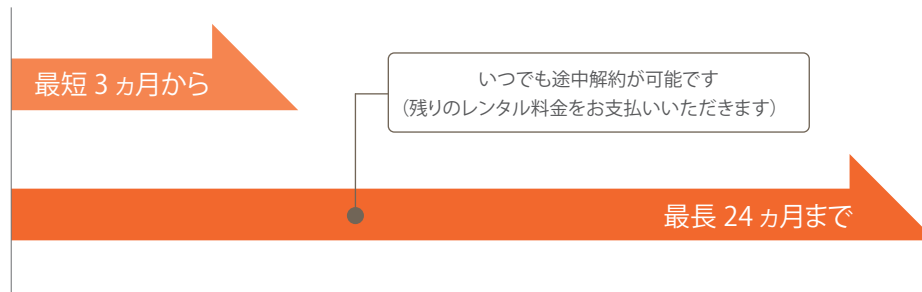 最短 3 ヵ月から
いつでも途中解約が可能です
（残りのレンタル料金をお支払いいただきます）
最長 24 ヵ月まで